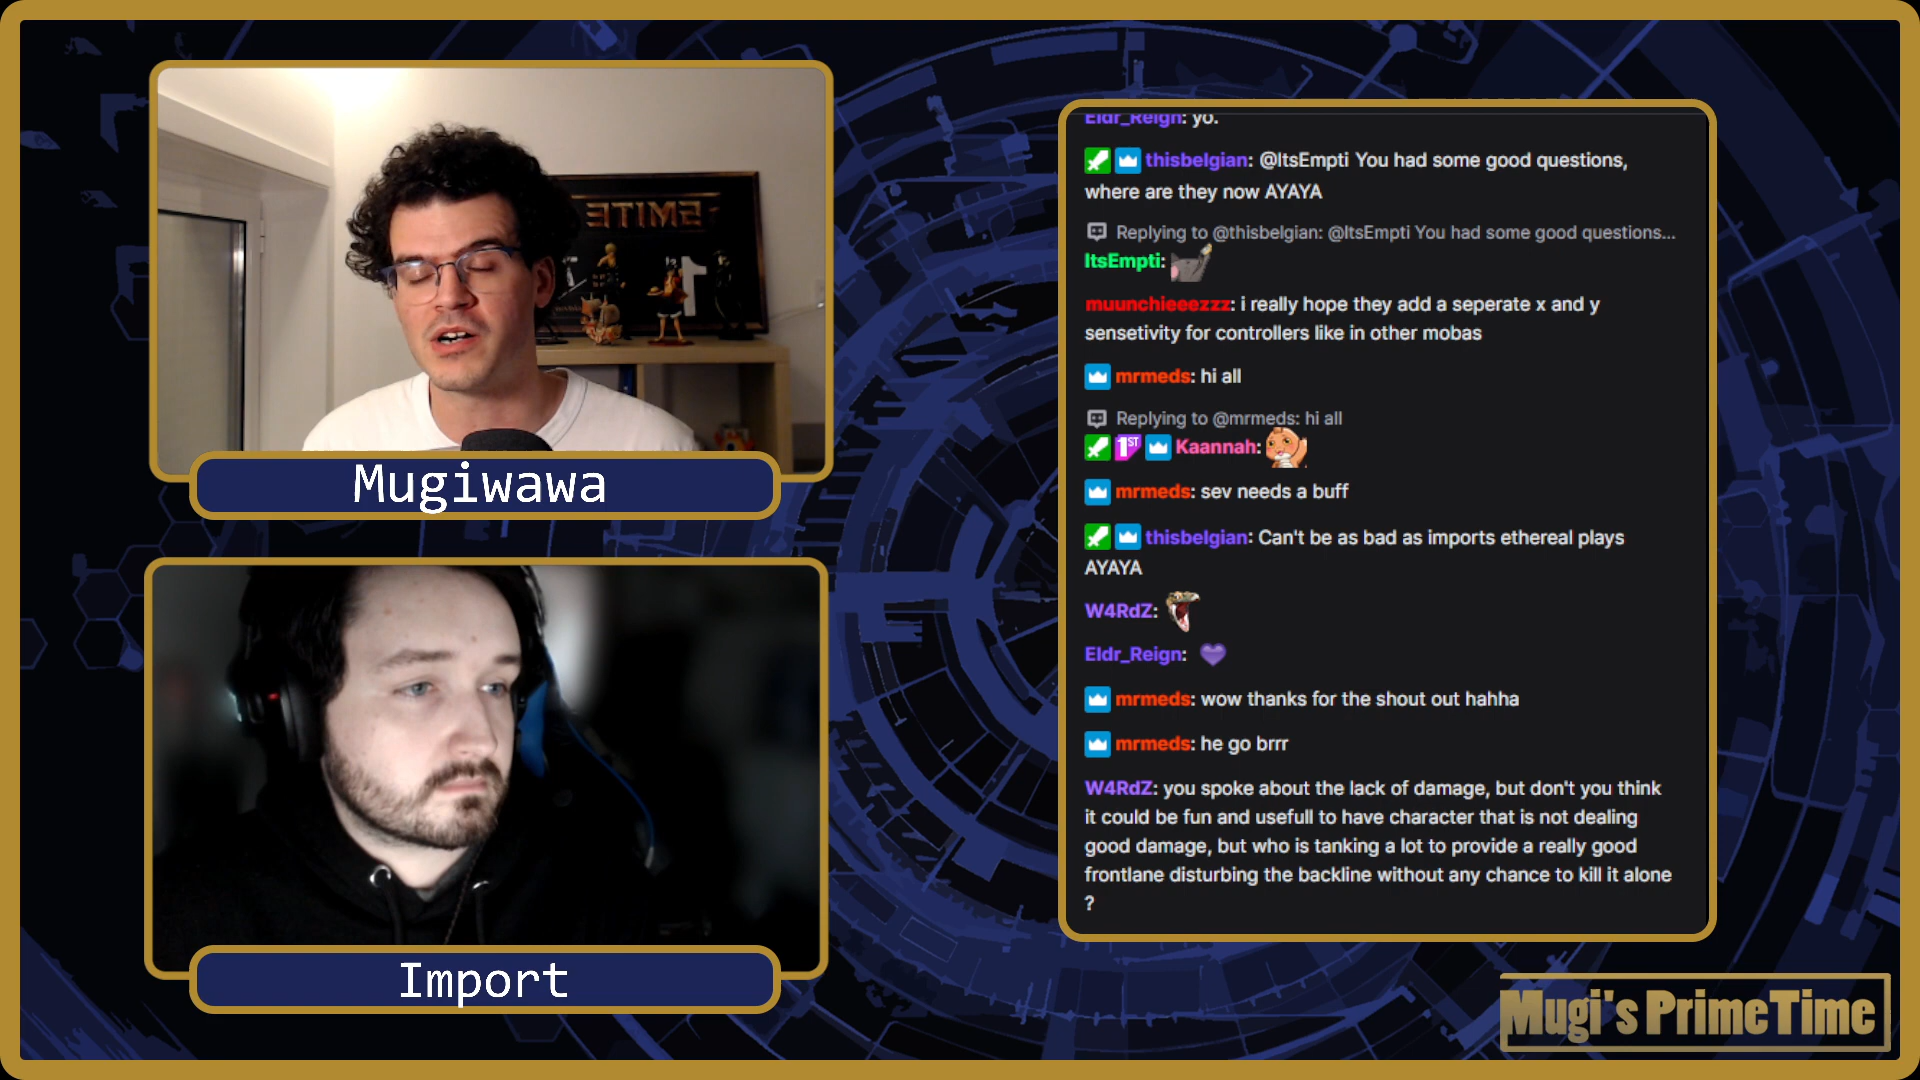 SMITE
1
Mugiwawa
Import
Eldr_Reign: yo.
thisbelgian: @ItsEmpti You had some good questions,
where are they now AYAYA
Replying to @thisbelgian: @ItsEmpti You had some good questions...
ItsEmpti:
muunchieeezzz: i really hope they add a seperate x and y
sensetivity for controllers like in other mobas
mrmeds: hi all
Replying to @mrmeds: hi all
1ST Kaannah:
mrmeds: sev needs a buff
thisbelgian: Can't be as bad as imports ethereal plays
AYAYA
W4RdZ:
Eldr_Reign:
mrmeds: wow thanks for the shout out hahha
mrmeds: he go brrr
W4RdZ: you spoke about the lack of damage, but don't you think
it could be fun and usefull to have character that is not dealing
good damage, but who is tanking a lot to provide a really good
frontlane disturbing the backline without any chance to kill it alone
?
Mugi's PrimeTime